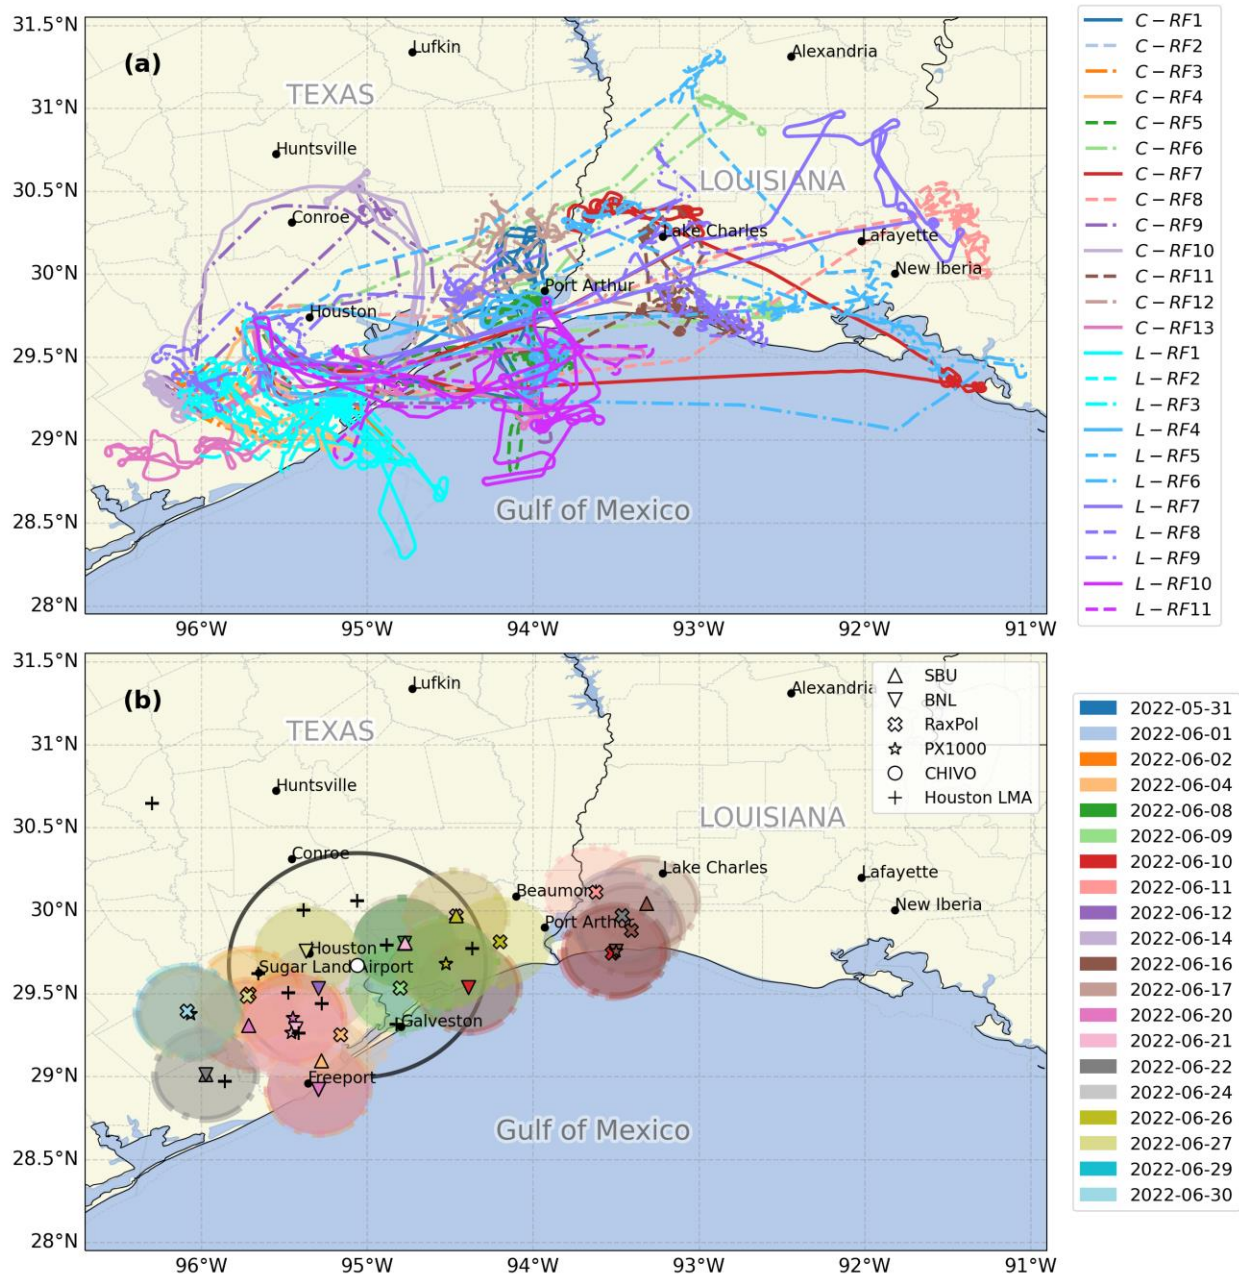 (a)
31.5°N
31°N
30.5°N
30°N
29.5°N
29°N
28.5°N
28°N
96°W 95°W 94°W 93°W 92°W 91°W
Lufkin
Alexandria
TEXAS
Huntsville
LOUISIANA
Conroe
Lake Charles
Lafayette
New Iberia
Port Arthur
Houston
Gulf of Mexico
C − RF1
C − RF2
C − RF3
C − RF4
C − RF5
C − RF6
C − RF7
C − RF8
C − RF9
C − RF10
C − RF11
C − RF12
C − RF13
L − RF1
L − RF2
L − RF3
L − RF4
L − RF5
L − RF6
L − RF7
L − RF8
L − RF9
L − RF10
L − RF11
(b)
31.5°N
31°N
30.5°N
30°N
29.5°N
29°N
28.5°N
28°N
96°W 95°W 94°W 93°W 92°W 91°W
Lufkin
Alexandria
TEXAS
Huntsville
LOUISIANA
Conroe
Lake Charles
Lafayette
Beaumont
New Iberia
Port Arthur
Houston
Sugar Land Airport
Galveston
Freeport
Gulf of Mexico
SBU
BNL
RaxPol
PX1000
CHIVO
Houston LMA
2022-05-31
2022-06-01
2022-06-02
2022-06-04
2022-06-08
2022-06-09
2022-06-10
2022-06-11
2022-06-12
2022-06-14
2022-06-16
2022-06-17
2022-06-20
2022-06-21
2022-06-22
2022-06-24
2022-06-26
2022-06-27
2022-06-29
2022-06-30